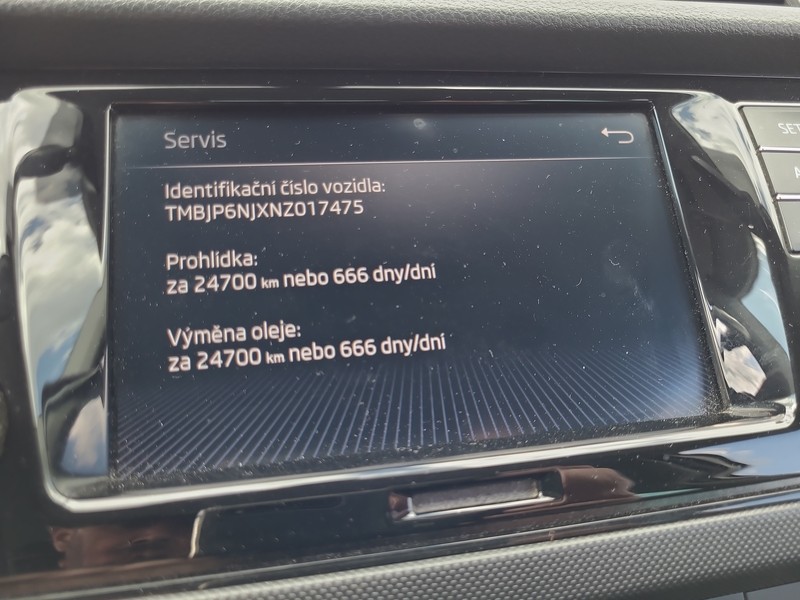 Servis
Identifikační číslo vozidla:
TMBJP6NJXNZ017475
Prohlídka:
za 24700 km nebo 666 dny/dní
Výměna oleje:
za 24700 km nebo 666 dny/dní
SET